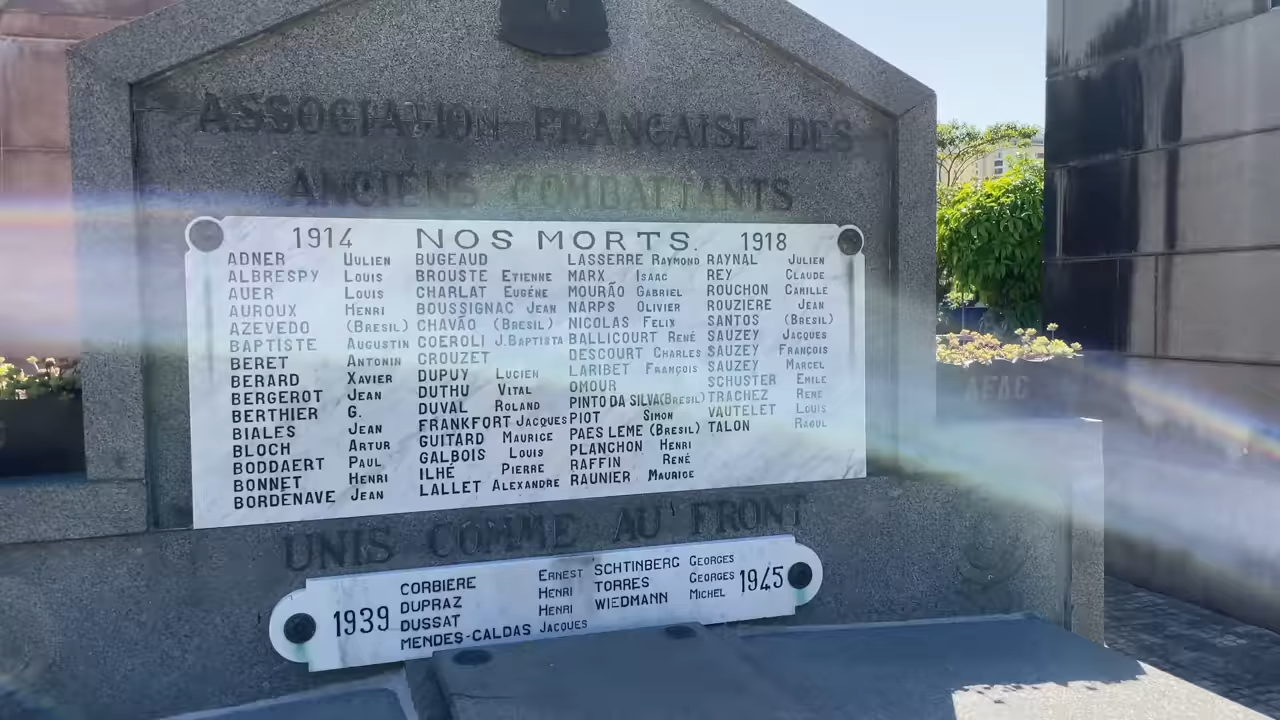 ASSOCIATION FRANÇAISE DES
ANCIENS COMBATTANTS
1914 NOS MORTS. 1918
ADNER Uulien BUGEAUD LASSERRE Raymond RAYNAL Julien
ALBRESPY Louis BROUSTE Etienne MARX Isaac REY Claude
AUER Louis CHARLAT Eugéne MOURÃO Gabriel ROUCHON Camille
AUROUX Henri BOUSSIGNAC Jean NARPS Olivier ROUZIERE Jean
AZEVEDO (Bresil) CHAVÃO (Bresil) NICOLAS Felix SANTOS (Bresil)
BAPTISTE Augustin COEROLI J.Baptista BALLICOURT René SAUZEY Jacques
BERET Antonin CROUZET DESCOURT Charles SAUZEY François
BERARD Xavier DUPUY Lucien LARIBET François SAUZEY Marcel
BERGEROT Jean DUTHU Vital OMOUR SCHUSTER Emile
BERTHIER G. DUVAL Roland PINTO DA SILVA (Bresil) TRACHEZ René
BIALES Jean FRANKFORT Jacques PIOT Simon VAUTELET Louis
BLOCH Artur GUITARD Maurice PAES LEME (Bresil) TALON Raoul
BODDAERT Paul GALBOIS Louis PLANCHON Henri
BONNET Henri ILHÉ Pierre RAFFIN René
BORDENAVE Jean LALLET Alexandre RAUNIER Maurice
UNIS COMME AU FRONT
1939 CORBIERE Ernest SCHTINBERG Georges 1945
DUPRAZ Henri TORRES Georges
DUSSAT Henri WIEDMANN Michel
MENDES-CALDAS Jacques
AFAC